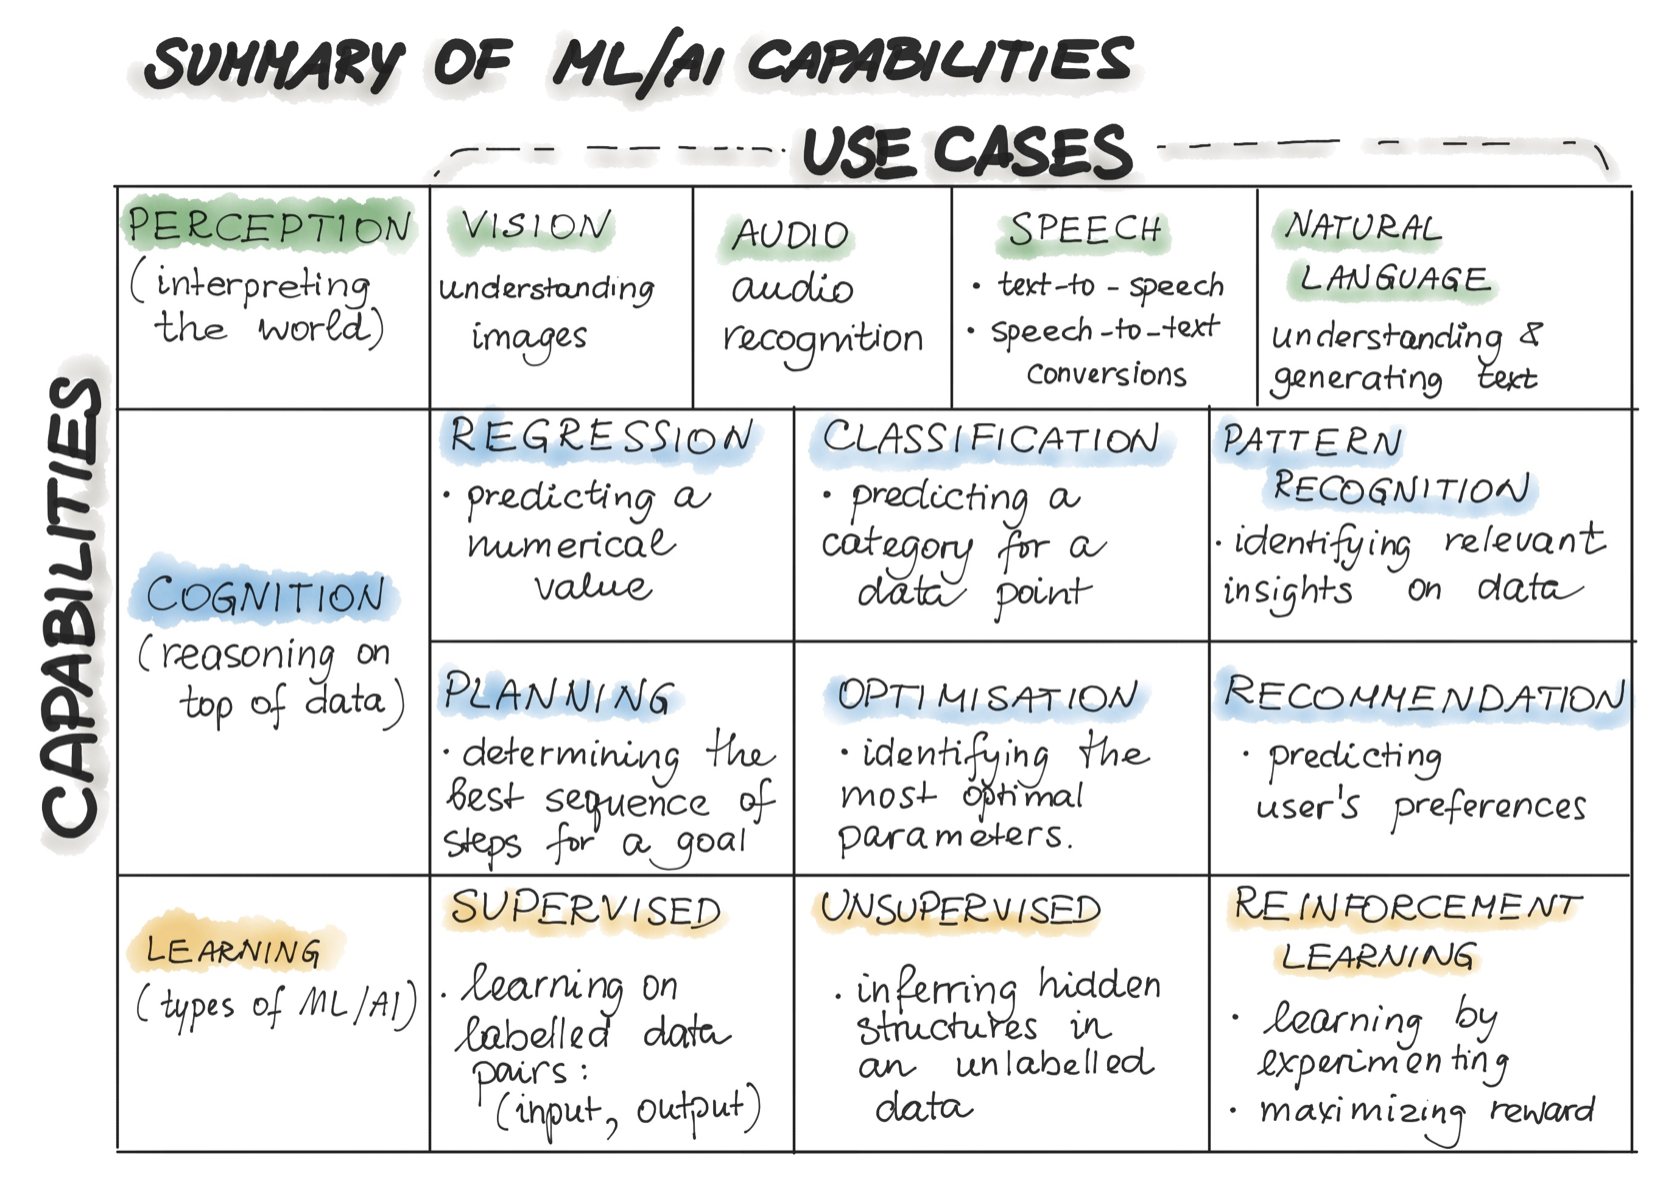 SUMMARY OF ML/AI CAPABILITIES
USE CASES
CAPABILITIES
PERCEPTION
(interpreting
the world)
VISION
understanding
images
AUDIO
audio
recognition
SPEECH
• text-to-speech
• speech-to-text
conversions
NATURAL
LANGUAGE
understanding &
generating text
COGNITION
(reasoning on
top of data)
REGRESSION
• predicting a
numerical
value
CLASSIFICATION
• predicting a
category for a
data point
PATTERN
RECOGNITION
• identifying relevant
insights on data
PLANNING
• determining the
best sequence of
steps for a goal
OPTIMISATION
• identifying the
most optimal
parameters.
RECOMMENDATION
• predicting
user's preferences
LEARNING
(types of ML/AI)
SUPERVISED
• learning on
labelled data
pairs:
(input, output)
UNSUPERVISED
• inferring hidden
structures in
an unlabelled
data
REINFORCEMENT
LEARNING
• learning by
experimenting
• maximizing reward